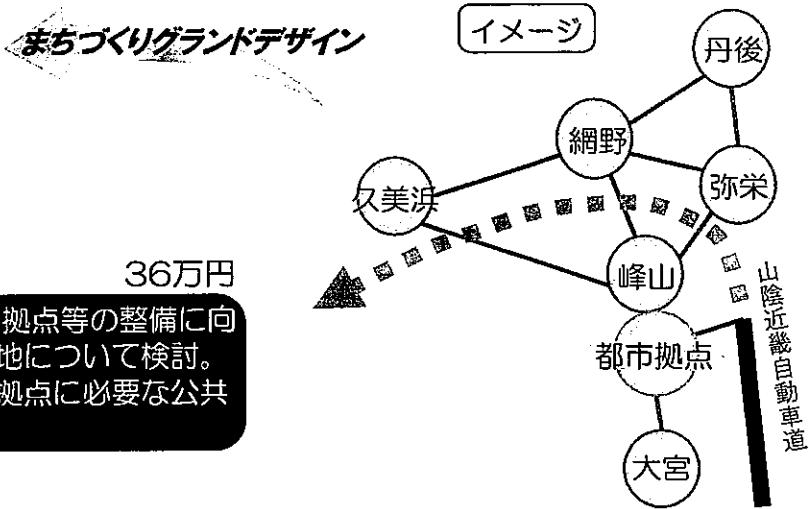 まちづくりグランドデザイン
イメージ
丹後
網野
弥栄
久美浜
峰山
都市拠点
大宮
山陰近畿自動車道
36万円
拠点等の整備に向
地について検討。
拠点に必要な公共